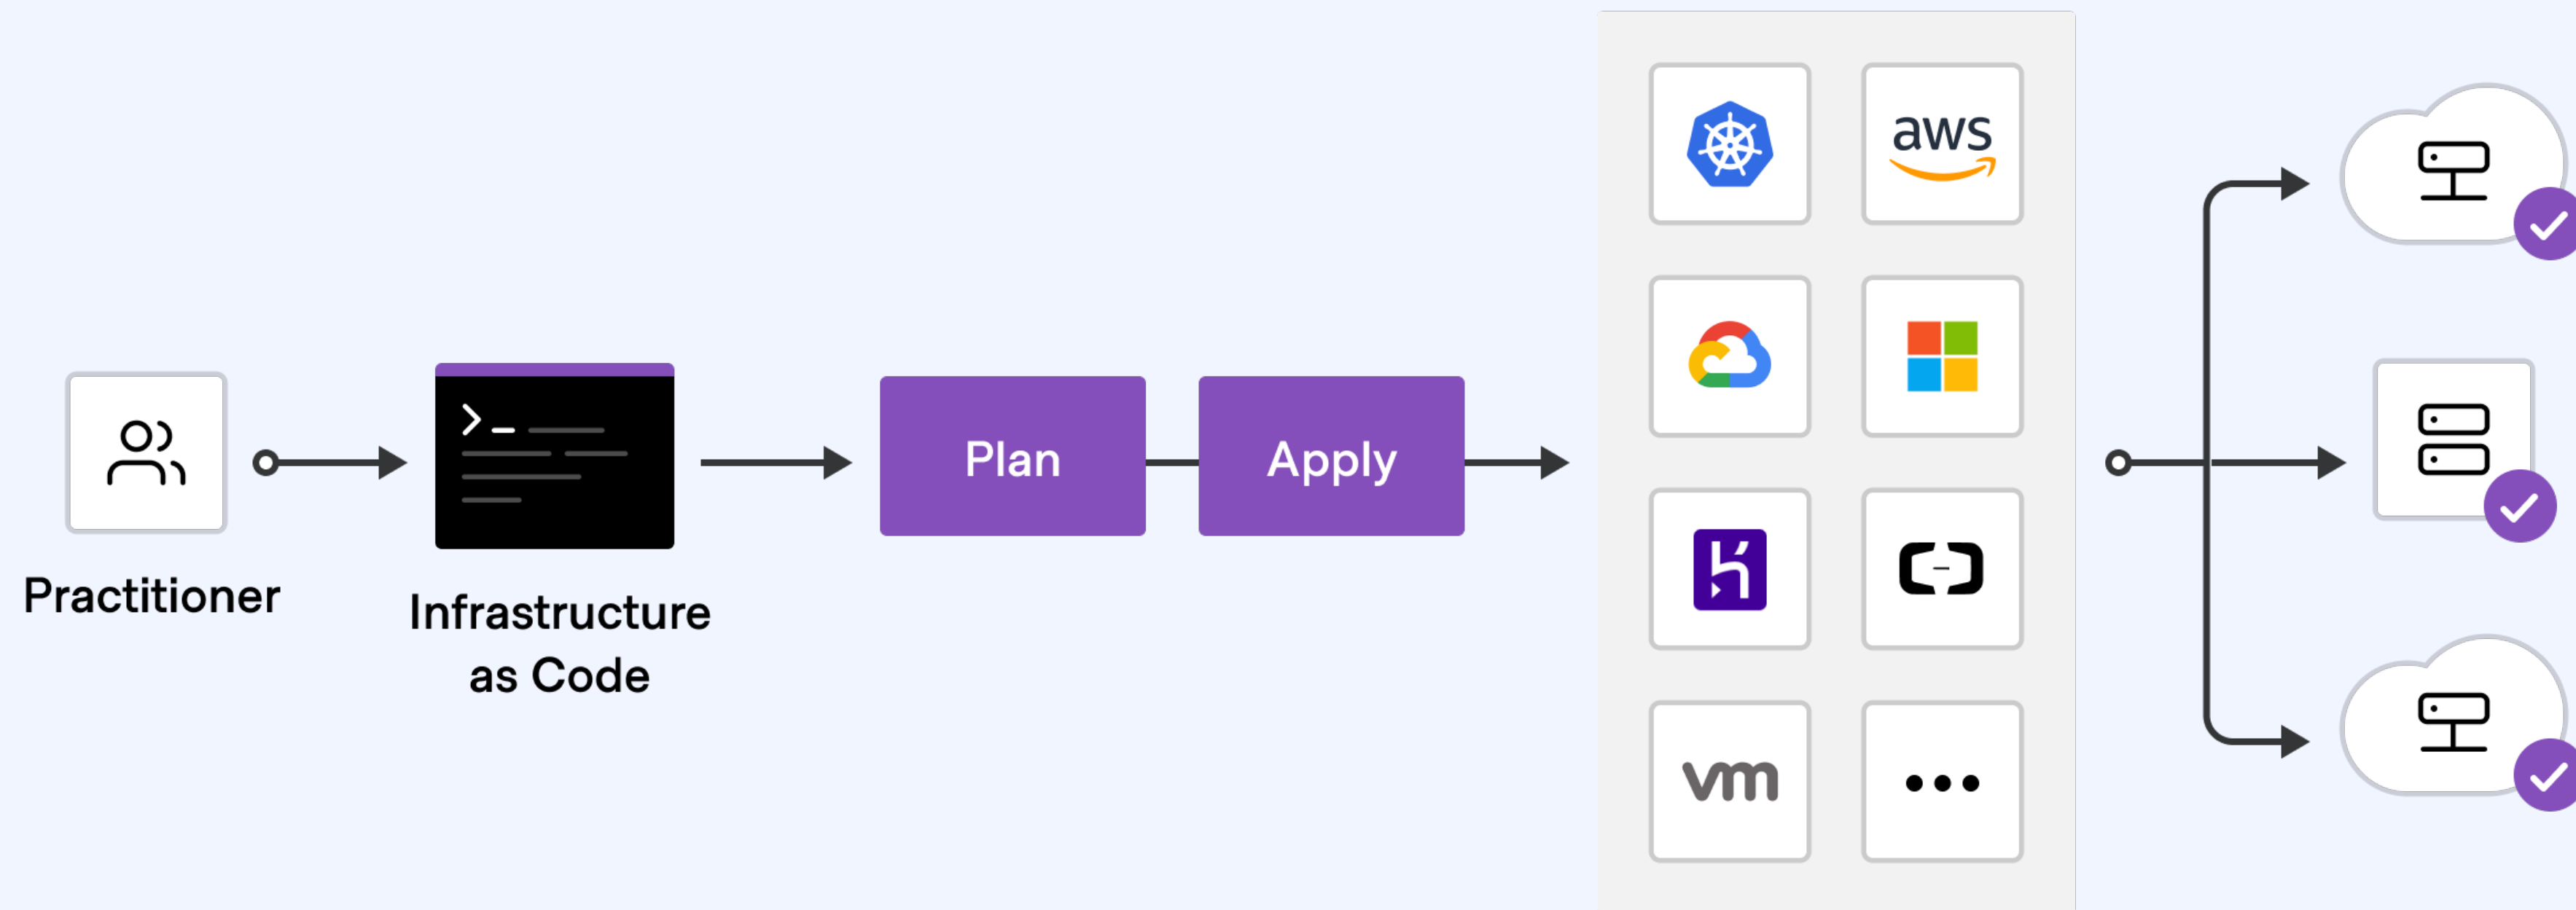 Practitioner
Infrastructure
as Code
Plan
Apply
aws
vm